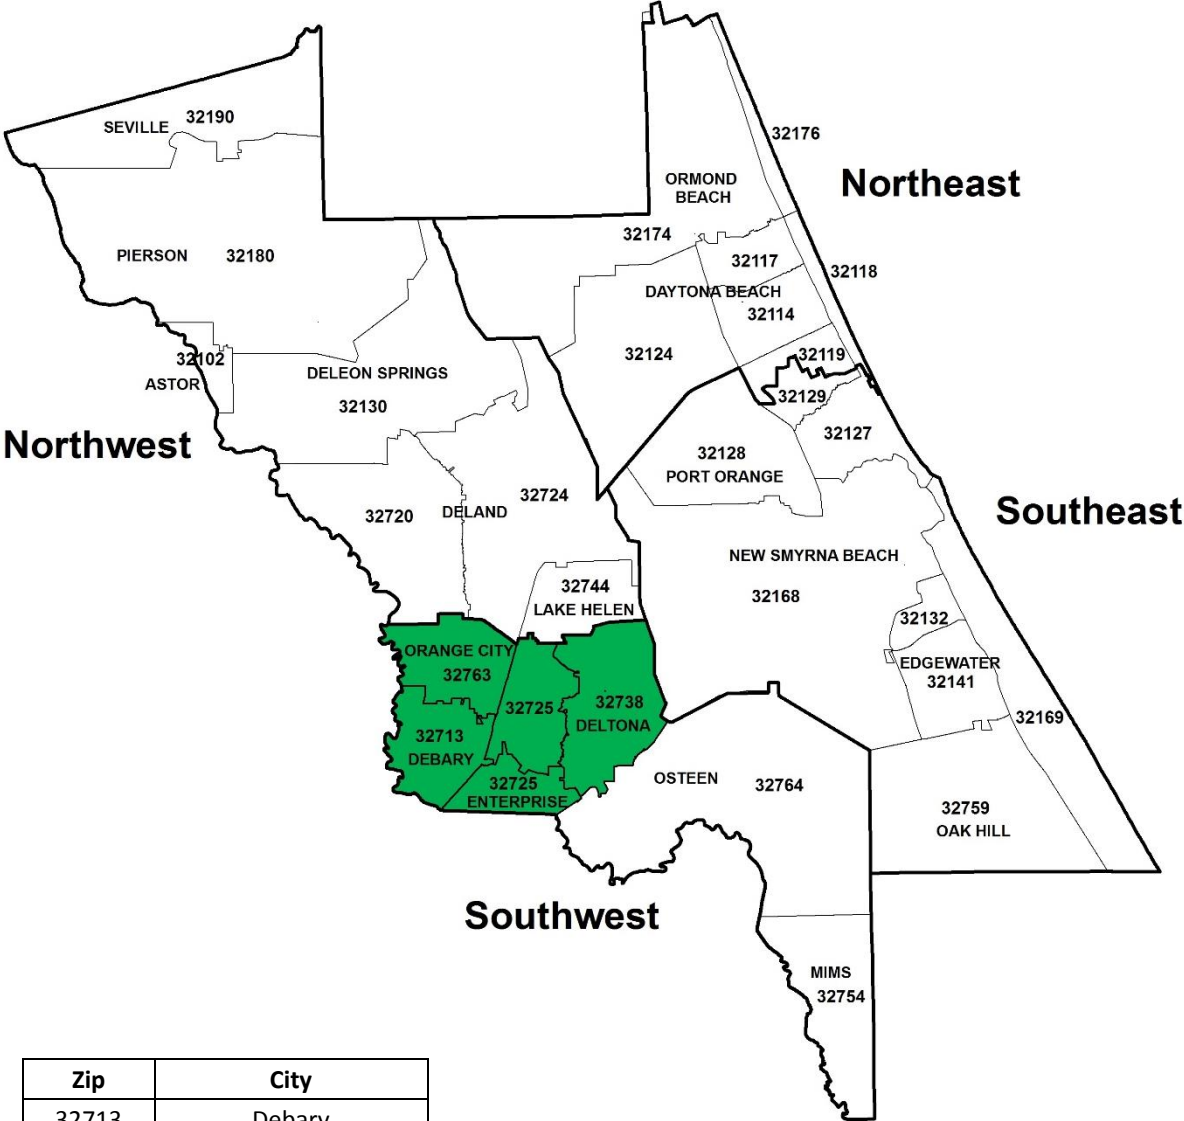 32190
SEVILLE
32176
Northeast
ORMOND
BEACH
32174
PIERSON 32180
32117
32118
DAYTONA BEACH
32114
32124
32119
32102
ASTOR
DELEON SPRINGS
32130
32129
Northwest
32127
32128
PORT ORANGE
32724
32720
DELAND
Southeast
NEW SMYRNA BEACH
32168
32744
LAKE HELEN
32132
ORANGE CITY
32763
EDGEWATER
32141
32725
32738
DELTONA
32169
32713
DEBARY
OSTEEN 32764
32725
ENTERPRISE
32759
OAK HILL
Southwest
MIMS
32754
Zip City
32713 Debary